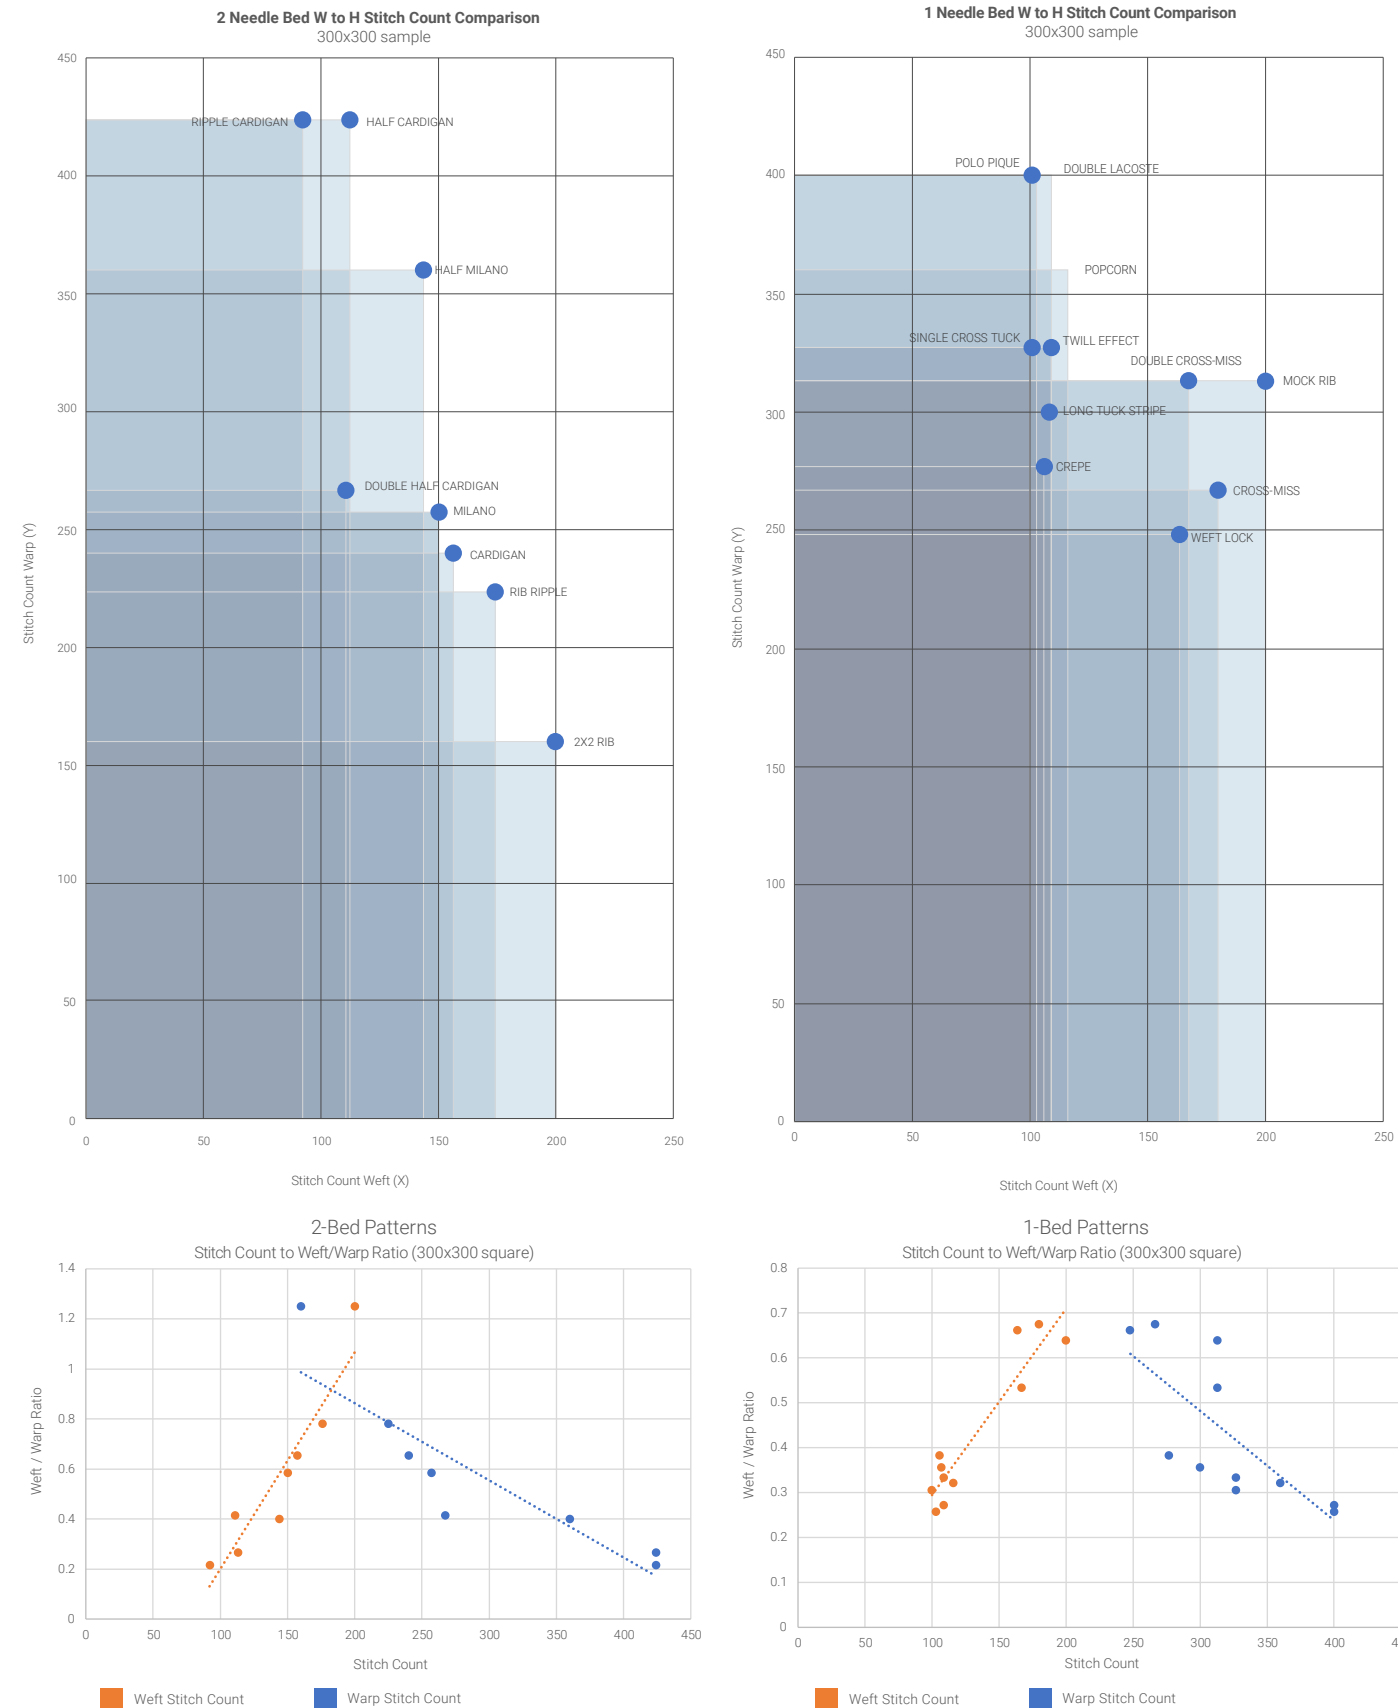 2 Needle Bed W to H Stitch Count Comparison
300x300 sample
450
400
350
300
250
200
150
100
50
0
0 50 100 150 200 250
Stitch Count Warp (Y)
Stitch Count Weft (X)
RIPPLE CARDIGAN
HALF CARDIGAN
HALF MILANO
DOUBLE HALF CARDIGAN
MILANO
CARDIGAN
RIB RIPPLE
2X2 RIB
1 Needle Bed W to H Stitch Count Comparison
300x300 sample
450
400
350
300
250
200
150
100
50
0
0 50 100 150 200 250
Stitch Count Warp (Y)
Stitch Count Weft (X)
POLO PIQUE
DOUBLE LACOSTE
POPCORN
SINGLE CROSS TUCK
TWILL EFFECT
DOUBLE CROSS-MISS
MOCK RIB
LONG TUCK STRIPE
CREPE
CROSS-MISS
WEFT LOCK
2-Bed Patterns
Stitch Count to Weft/Warp Ratio (300x300 square)
1.4
1.2
1
0.8
0.6
0.4
0.2
0
0 50 100 150 200 250 300 350 400 450
Weft / Warp Ratio
Stitch Count
Weft Stitch Count
Warp Stitch Count
1-Bed Patterns
Stitch Count to Weft/Warp Ratio (300x300 square)
0.8
0.7
0.6
0.5
0.4
0.3
0.2
0.1
0
0 50 100 150 200 250 300 350 400
Weft / Warp Ratio
Stitch Count
Weft Stitch Count
Warp Stitch Count